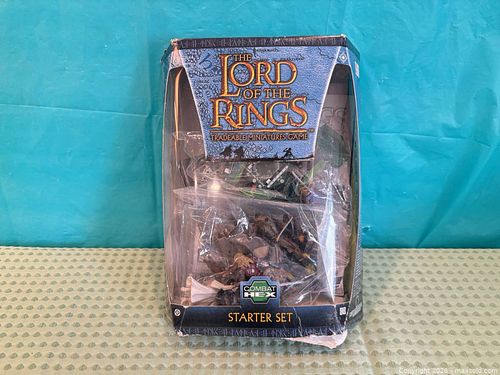 THE
LORD
OF THE
RINGS
TRADEABLE MINIATURES GAME
COMBAT
HEX
STARTER SET
Copyright 2026 - maxsold.com